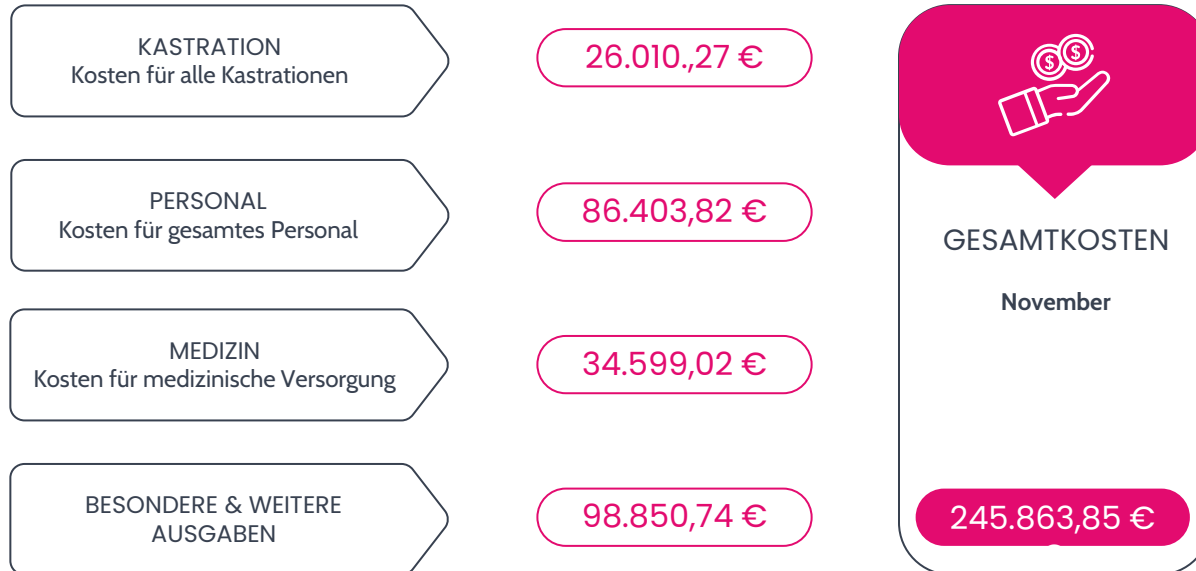 KASTRATION
Kosten für alle Kastrationen
26.010.,27 €
PERSONAL
Kosten für gesamtes Personal
86.403,82 €
MEDIZIN
Kosten für medizinische Versorgung
34.599,02 €
BESONDERE & WEITERE
AUSGABEN
98.850,74 €
$ $
GESAMTKOSTEN
November
245.863,85 €